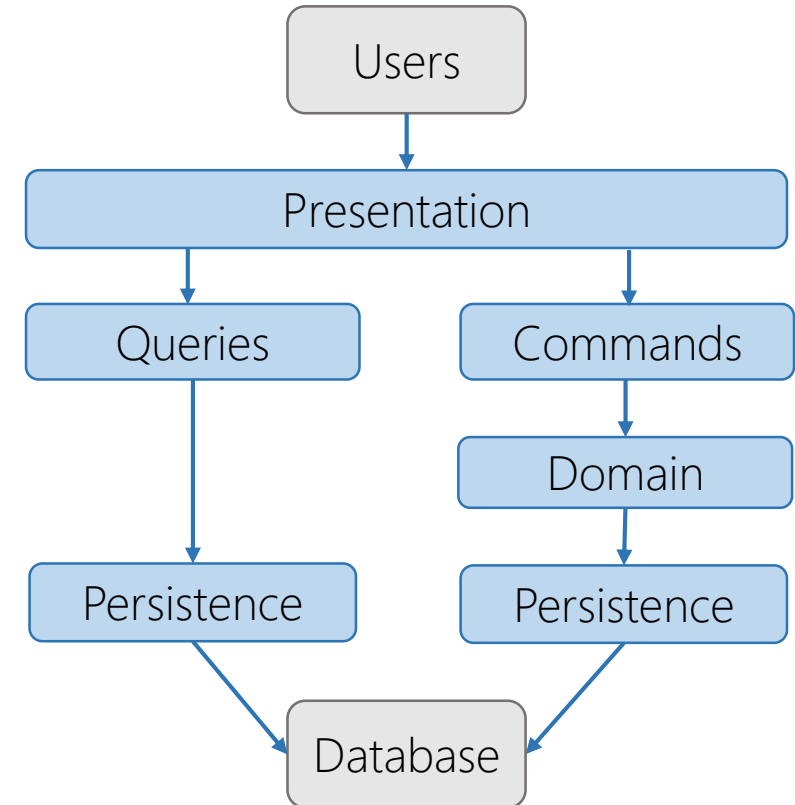 Users
Presentation
Queries
Commands
Domain
Persistence
Persistence
Database